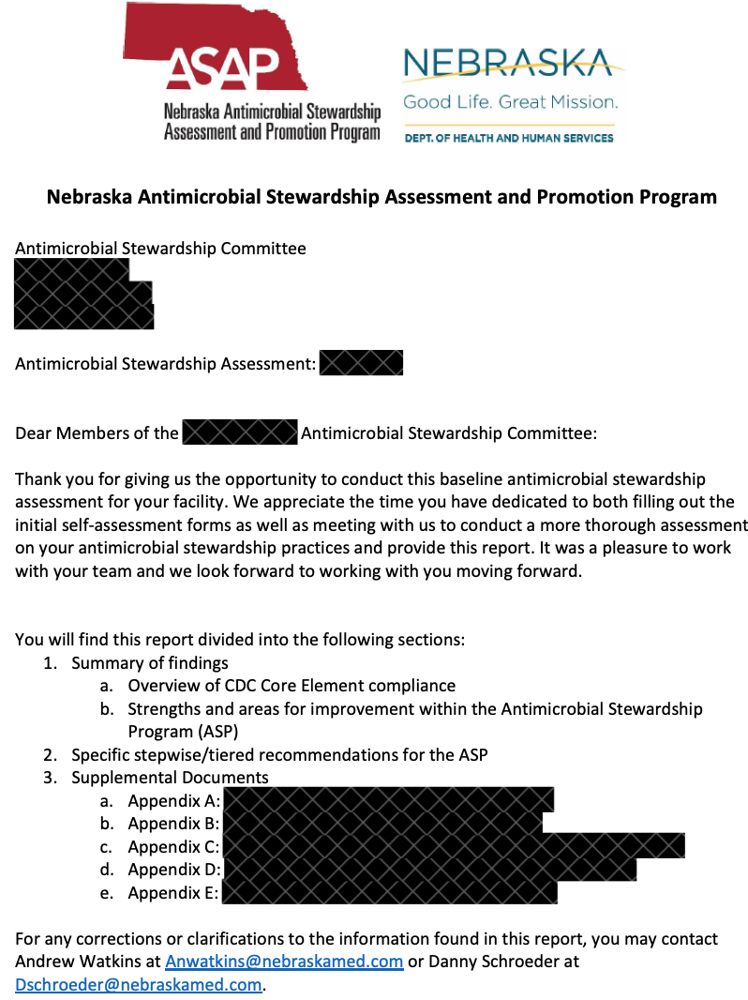 ASAP
Nebraska Antimicrobial Stewardship
Assessment and Promotion Program
NEBRASKA
Good Life. Great Mission.
DEPT. OF HEALTH AND HUMAN SERVICES
Nebraska Antimicrobial Stewardship Assessment and Promotion Program
Antimicrobial Stewardship Committee
Antimicrobial Stewardship Assessment:
Dear Members of the Antimicrobial Stewardship Committee:
Thank you for giving us the opportunity to conduct this baseline antimicrobial stewardship
assessment for your facility. We appreciate the time you have dedicated to both filling out the
initial self-assessment forms as well as meeting with us to conduct a more thorough assessment
on your antimicrobial stewardship practices and provide this report. It was a pleasure to work
with your team and we look forward to working with you moving forward.
You will find this report divided into the following sections:
1. Summary of findings
a. Overview of CDC Core Element compliance
b. Strengths and areas for improvement within the Antimicrobial Stewardship
Program (ASP)
2. Specific stepwise/tiered recommendations for the ASP
3. Supplemental Documents
a. Appendix A:
b. Appendix B:
c. Appendix C:
d. Appendix D:
e. Appendix E:
For any corrections or clarifications to the information found in this report, you may contact
Andrew Watkins at Anwatkins@nebraskamed.com or Danny Schroeder at
Dschroeder@nebraskamed.com.